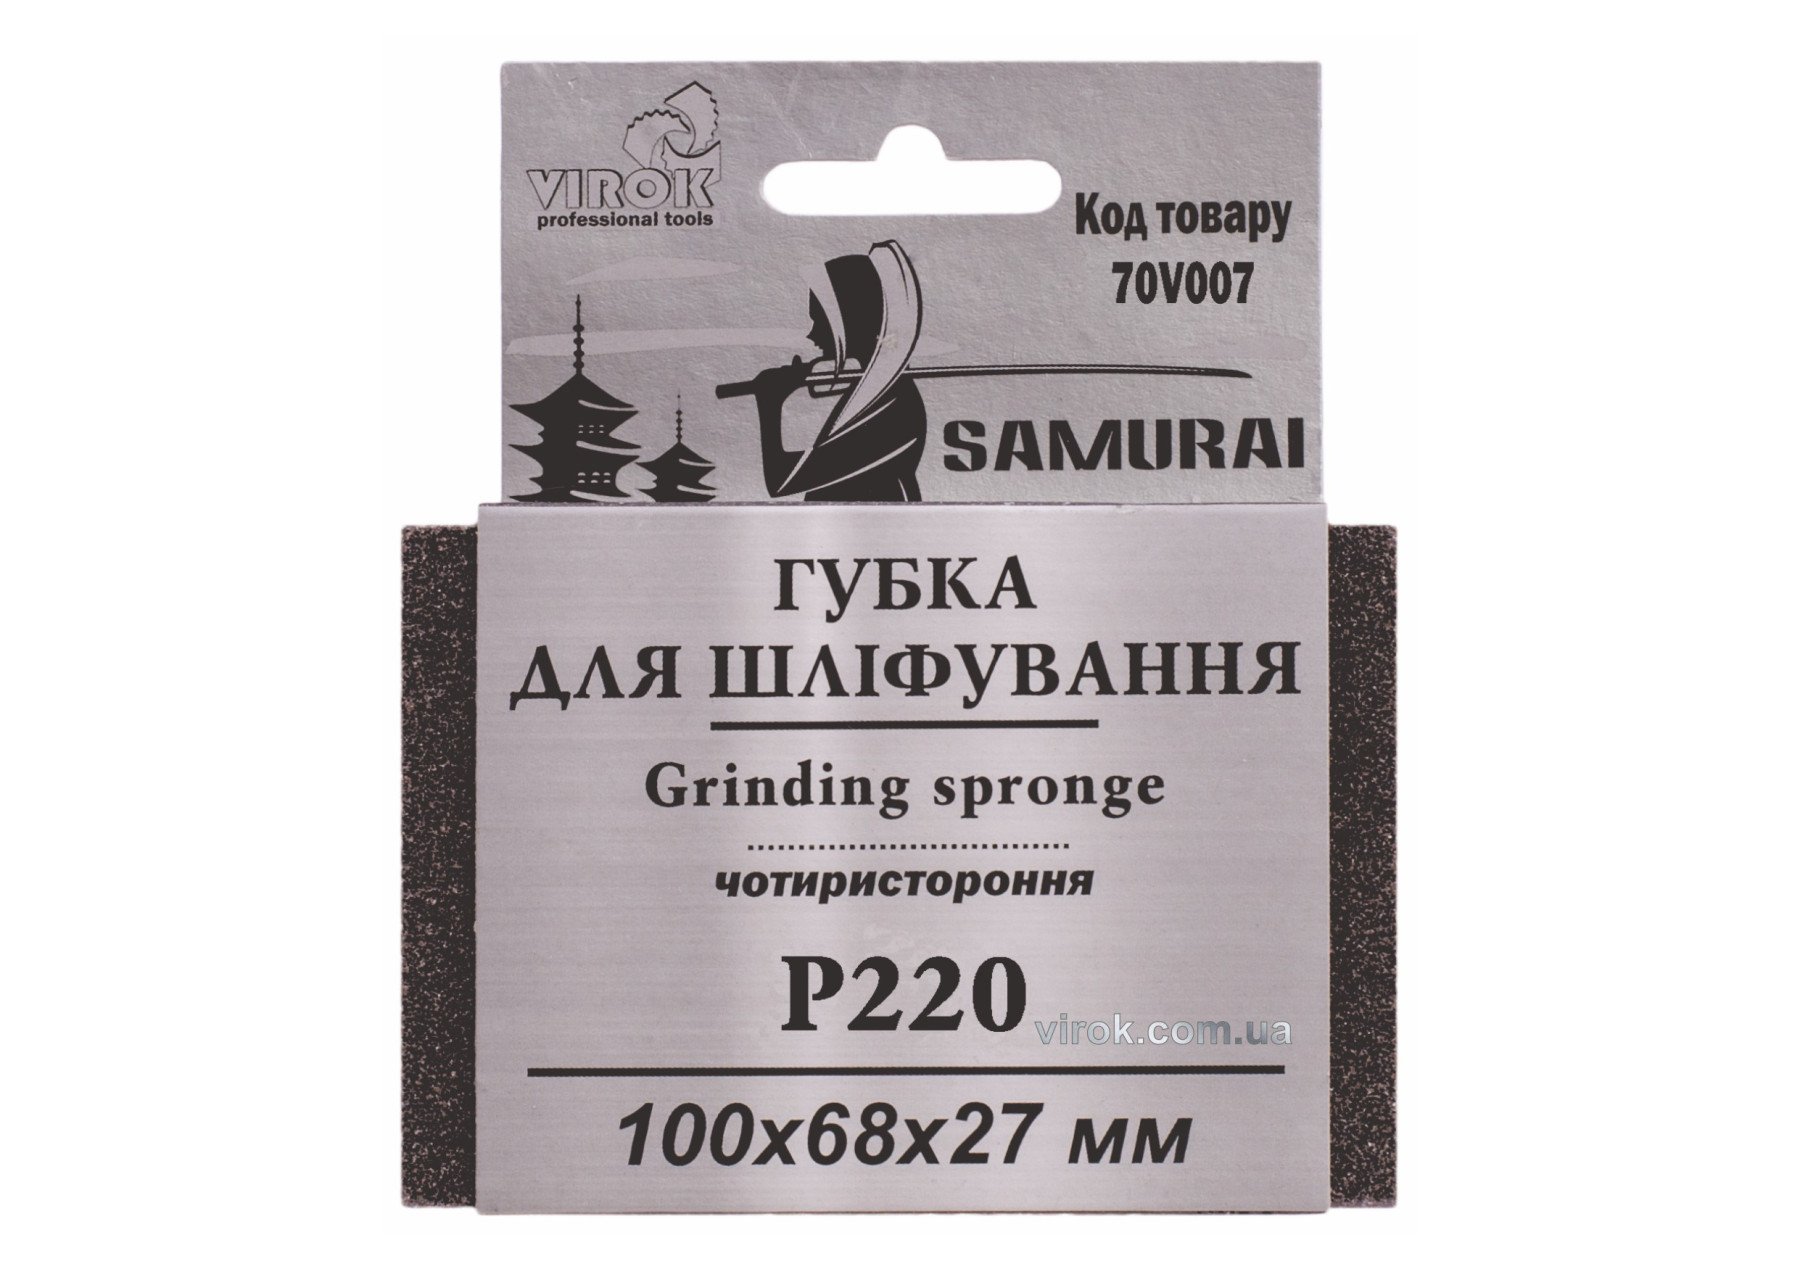 VIROK
professional tools
Код товару
70V007
SAMURAI
ГУБКА
ДЛЯ ШЛІФУВАННЯ
Grinding spronge
чотиристороння
P220
virok.com.ua
100x68x27 мм